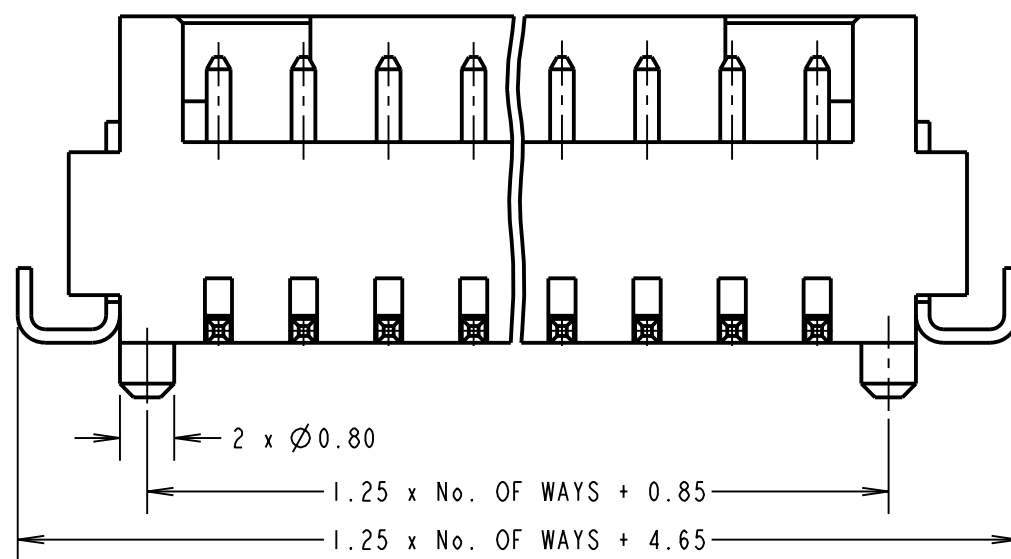 2 x Ø0.80
1.25 x No. OF WAYS + 0.85
1.25 x No. OF WAYS + 4.65